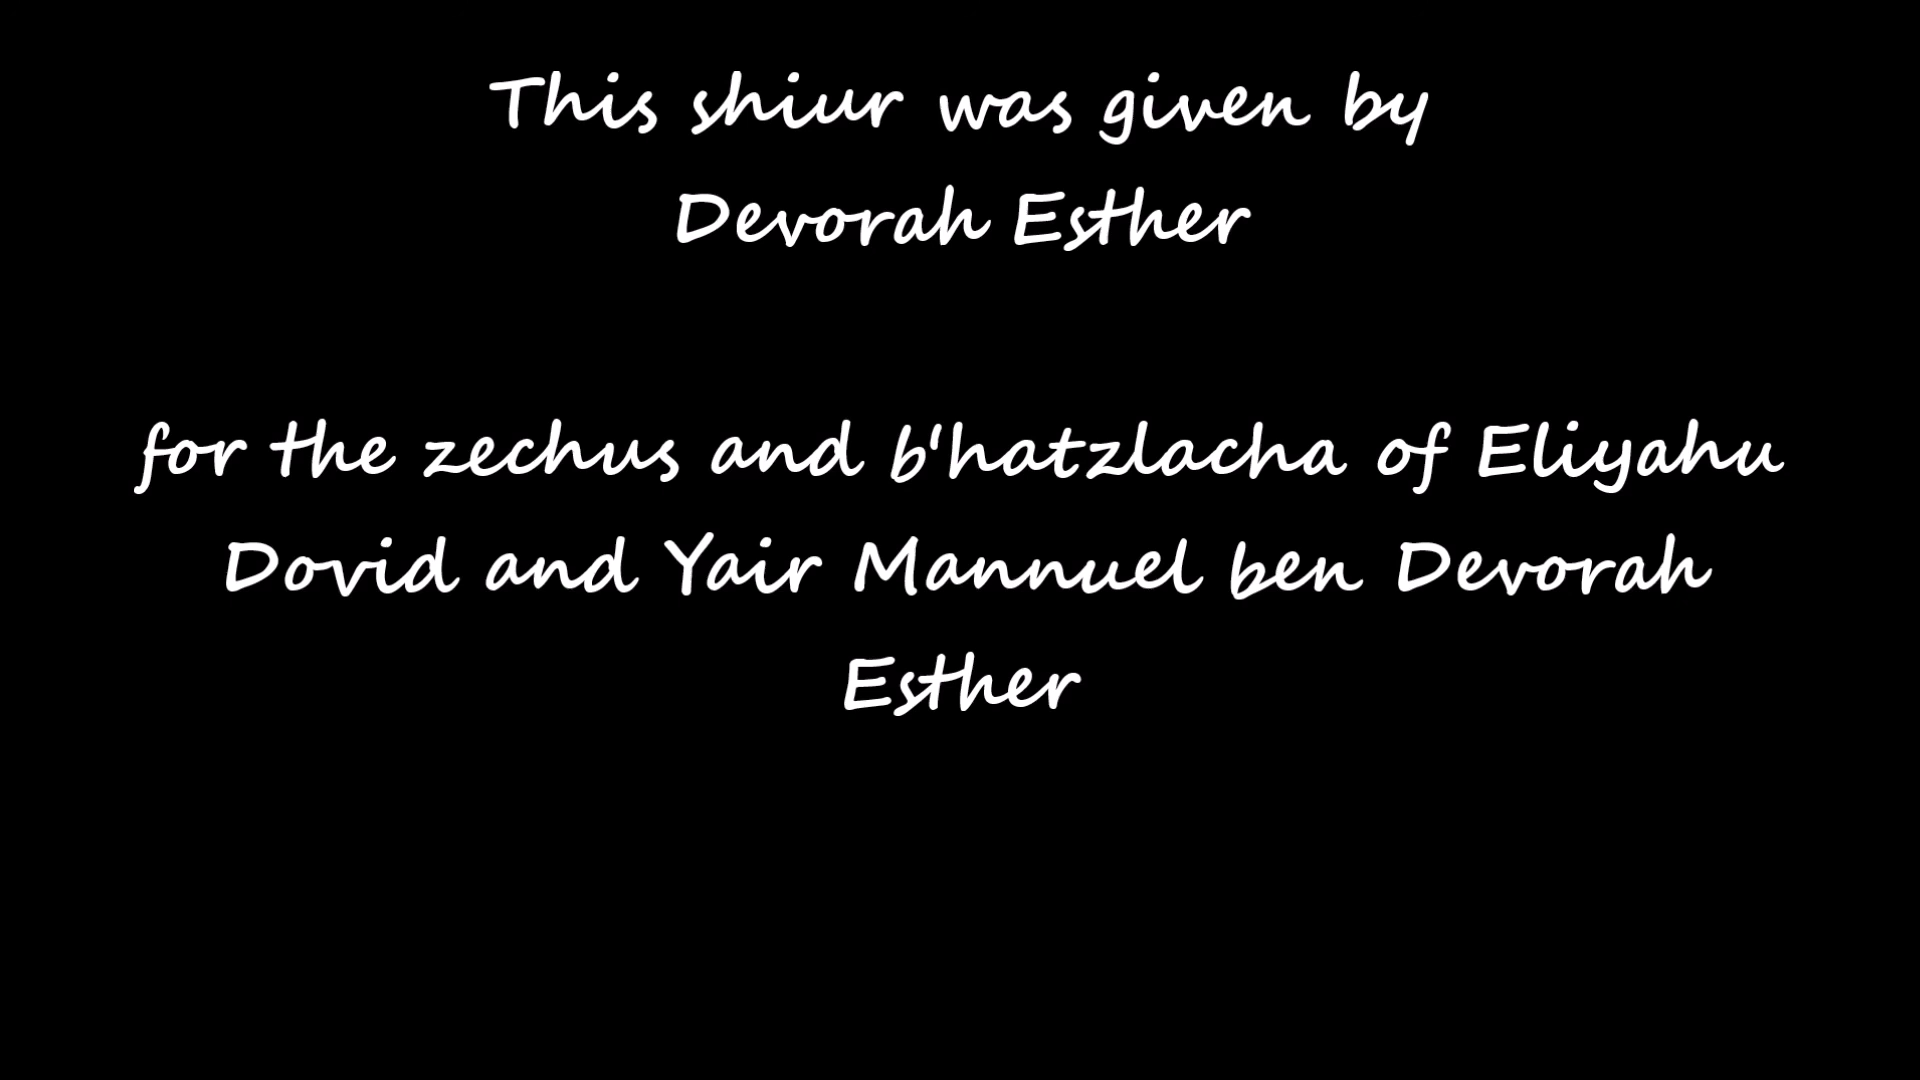 This shiur was given by
Devorah Esther
for the zechus and b'hatzlacha of Eliyahu
Dovid and Yair Mannuel ben Devorah
Esther